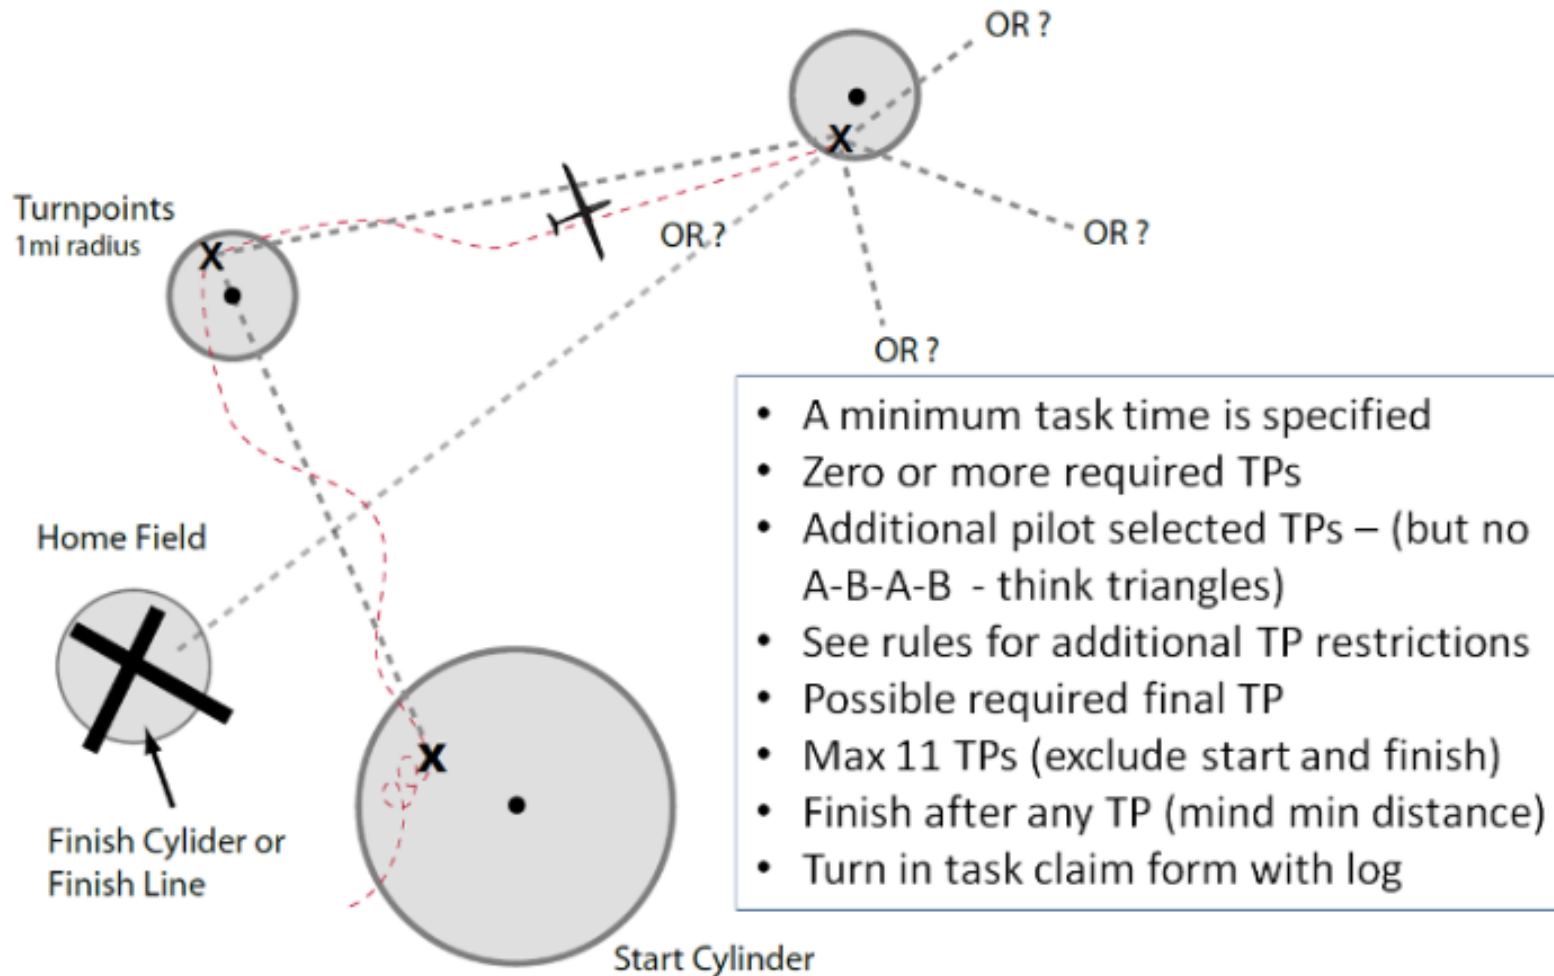 OR ?
Turnpoints
1mi radius
OR ?
OR ?
OR ?
• A minimum task time is specified
• Zero or more required TPs
• Additional pilot selected TPs – (but no
A-B-A-B - think triangles)
• See rules for additional TP restrictions
• Possible required final TP
• Max 11 TPs (exclude start and finish)
• Finish after any TP (mind min distance)
• Turn in task claim form with log
Home Field
Finish Cylider or
Finish Line
Start Cylinder
X
X
X